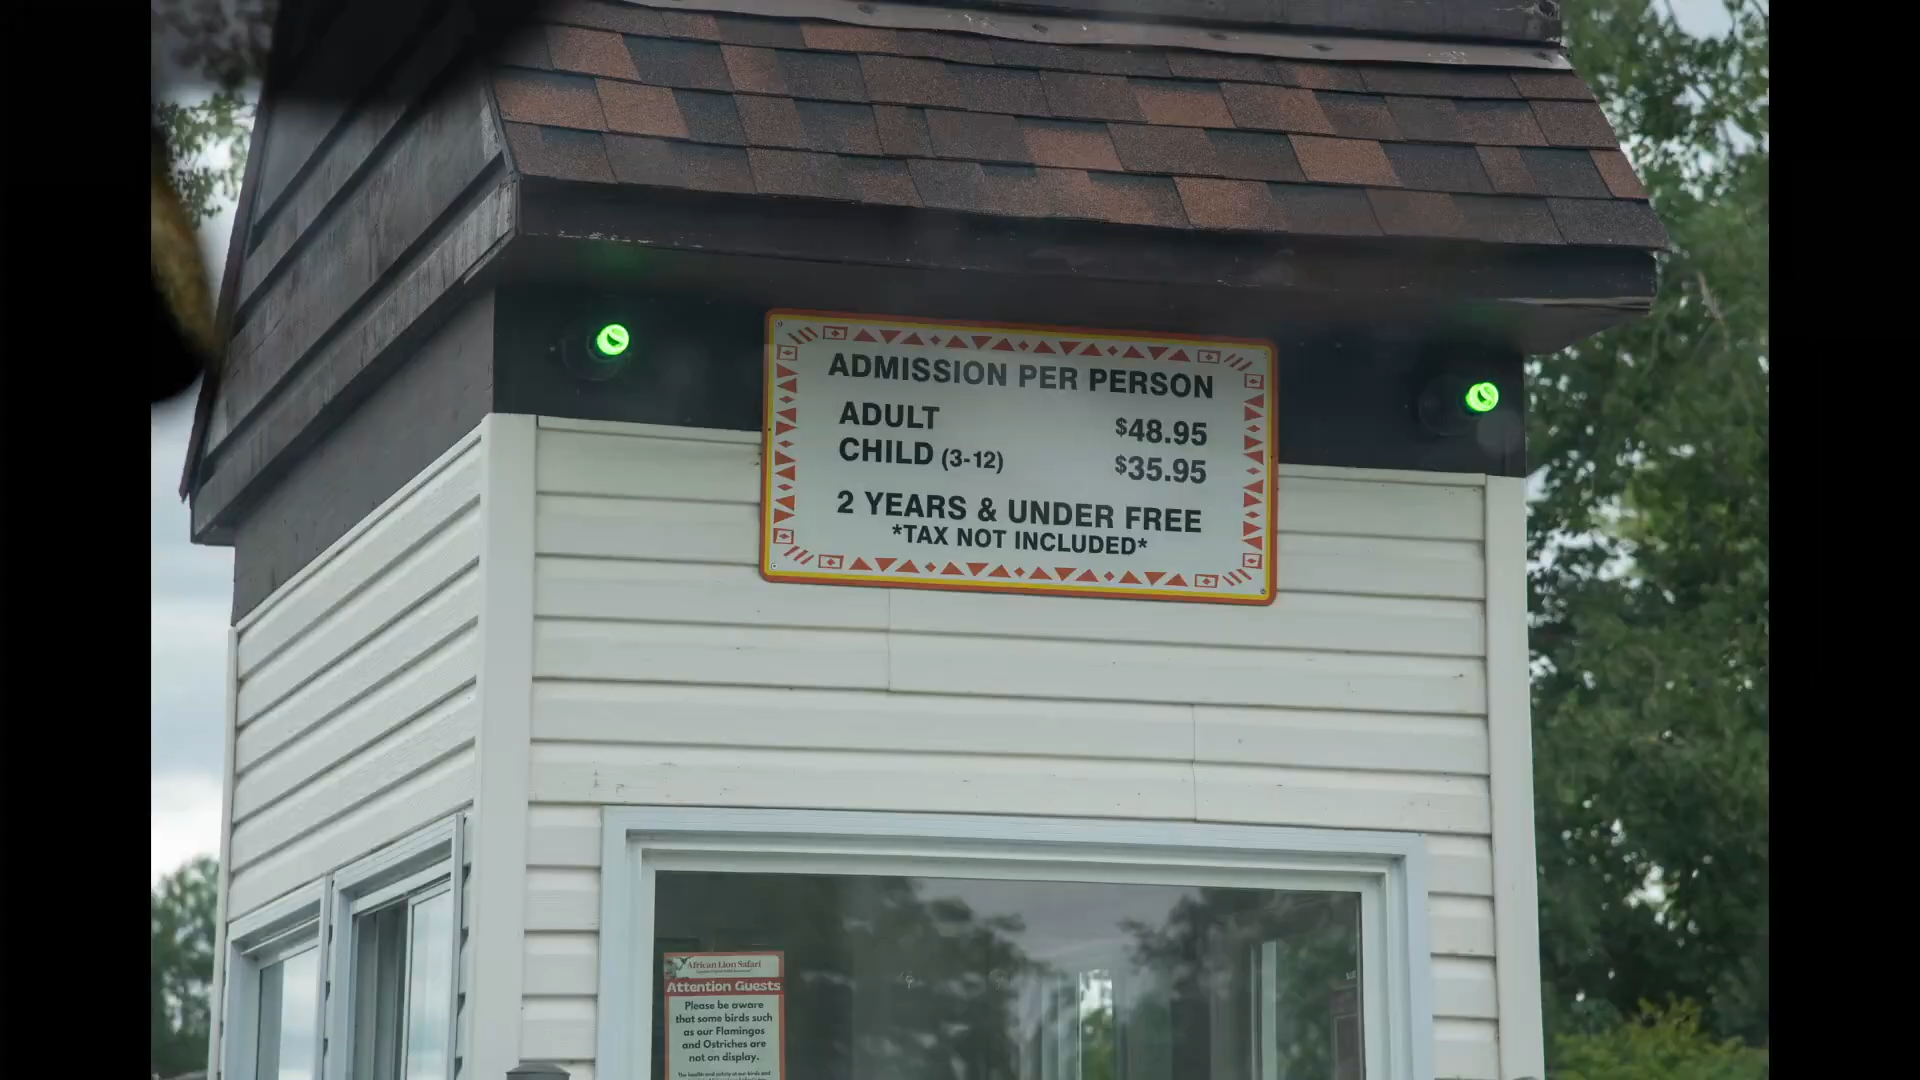 ADMISSION PER PERSON
ADULT $48.95
CHILD (3-12) $35.95
2 YEARS & UNDER FREE
*TAX NOT INCLUDED*
African Lion Safari
Attention Guests
Please be aware
that some birds such
as our Flamingos
and Ostriches are
not on display.